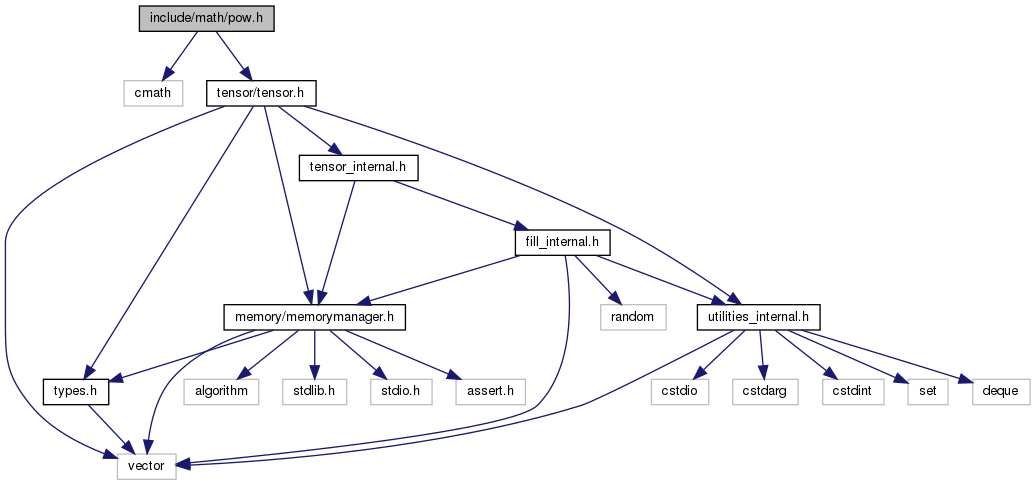 include/math/pow.h
cmath
tensor/tensor.h
tensor_internal.h
fill_internal.h
memory/memorymanager.h
random
utilities_internal.h
types.h
algorithm
stdlib.h
stdio.h
assert.h
cstdio
cstdarg
cstdint
set
deque
vector